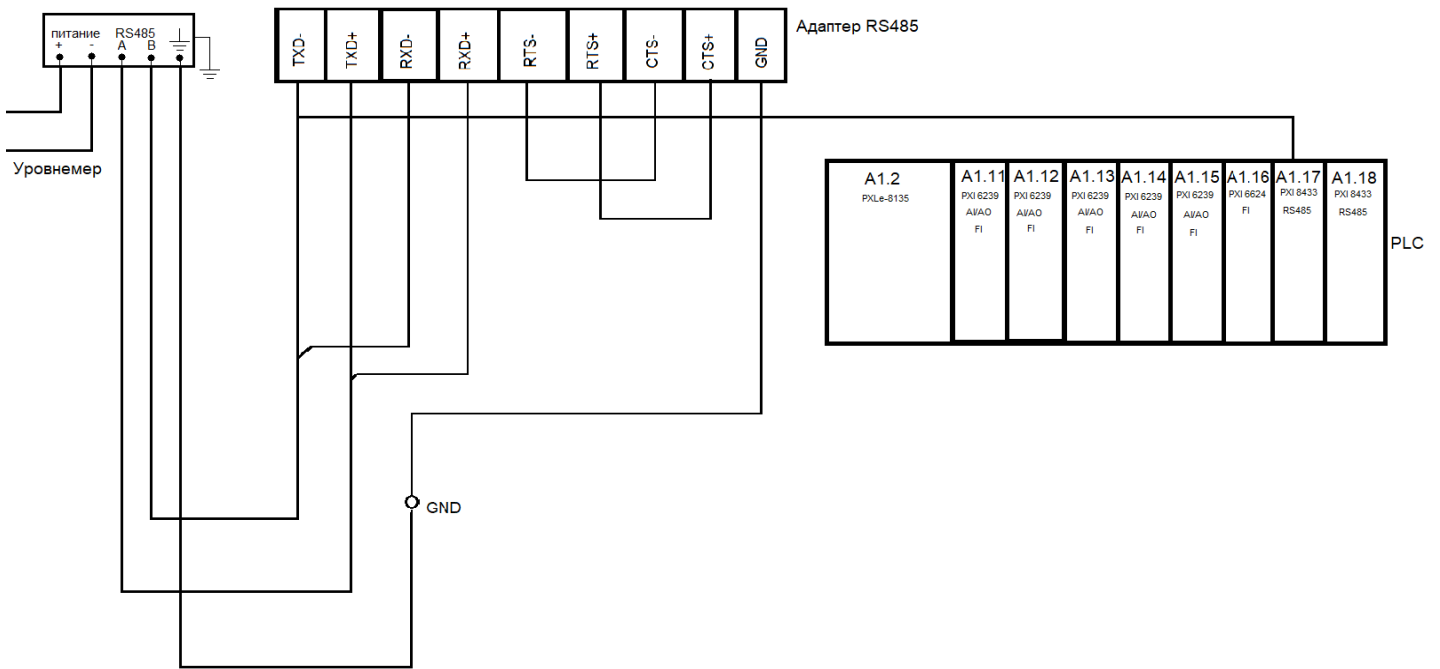 питание RS485
+ - A B
Уровнемер
TXD-
TXD+
RXD-
RXD+
RTS-
RTS+
CTS-
CTS+
GND
Адаптер RS485
A1.2
PXLe-8135
A1.11
PXI 6239
AI/AO
FI
A1.12
PXI 6239
AI/AO
FI
A1.13
PXI 6239
AI/AO
FI
A1.14
PXI 6239
AI/AO
FI
A1.15
PXI 6239
AI/AO
FI
A1.16
PXI 6624
FI
A1.17
PXI 8433
RS485
A1.18
PXI 8433
RS485
PLC
GND